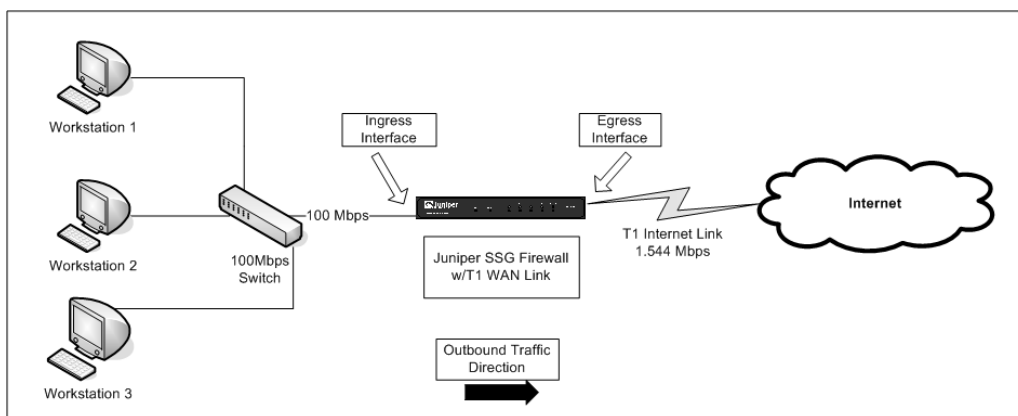 Workstation 1
Workstation 2
Workstation 3
100Mbps
Switch
100 Mbps
Ingress
Interface
Juniper
Juniper SSG Firewall
w/T1 WAN Link
Egress
Interface
T1 Internet Link
1.544 Mbps
Internet
Outbound Traffic
Direction